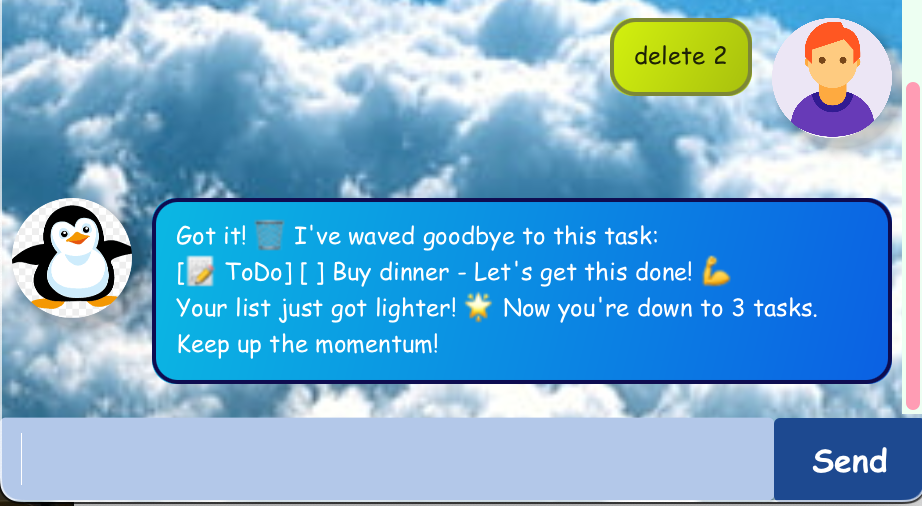 delete 2
Got it! 🗑️ I've waved goodbye to this task:
[📝 ToDo] [ ] Buy dinner - Let's get this done! 💪
Your list just got lighter! 🌟 Now you're down to 3 tasks.
Keep up the momentum!
Send